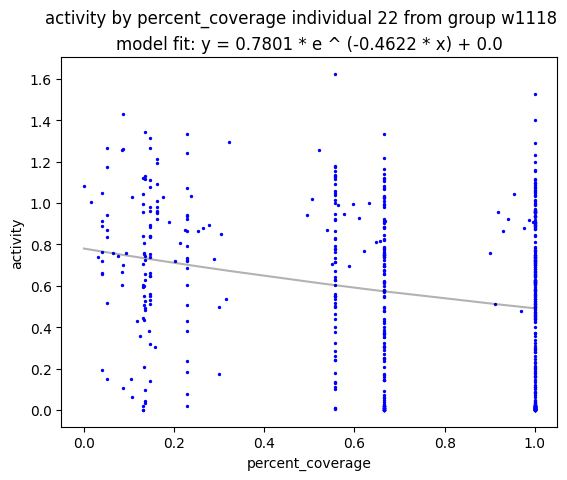 activity by percent_coverage individual 22 from group w1118
model fit: y = 0.7801 * e ^ (-0.4622 * x) + 0.0
1.6
1.4
1.2
1.0
0.8
0.6
0.4
0.2
0.0
activity
0.0 0.2 0.4 0.6 0.8 1.0
percent_coverage